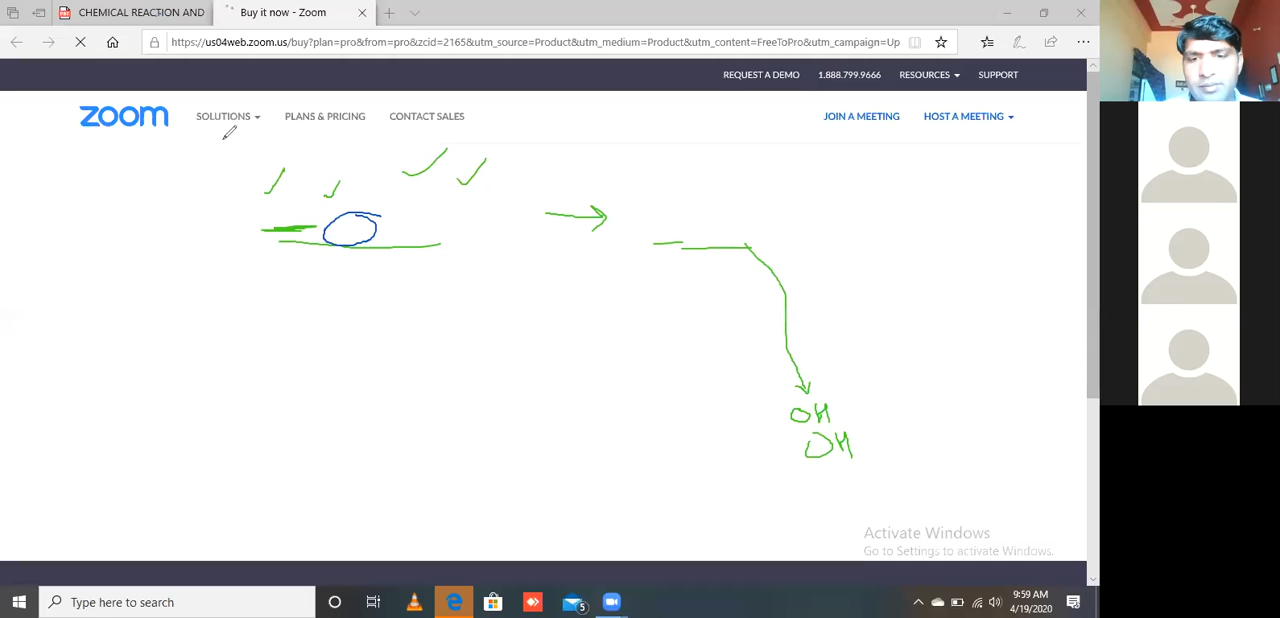 CHEMICAL REACTION AND
Buy it now - Zoom
https://us04web.zoom.us/buy?plan=pro&from=pro&zcid=2165&utm_source=Product&utm_medium=Product&utm_content=FreeToPro&utm_campaign=Up
REQUEST A DEMO 1.888.799.9666 RESOURCES SUPPORT
zoom SOLUTIONS PLANS & PRICING CONTACT SALES JOIN A MEETING HOST A MEETING
OH
OH
Activate Windows
Go to Settings to activate Windows.
Type here to search
5
9:59 AM
4/19/2020